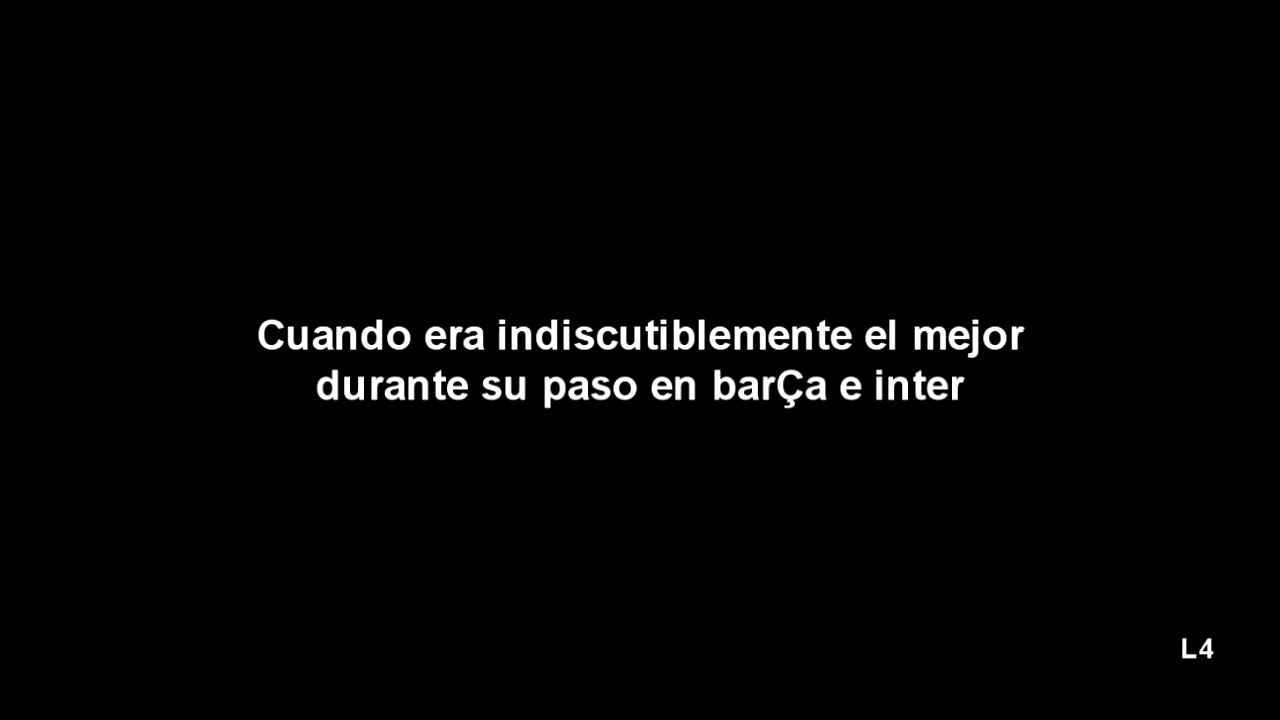 Cuando era indiscutiblemente el mejor
durante su paso en barÇa e inter
L4